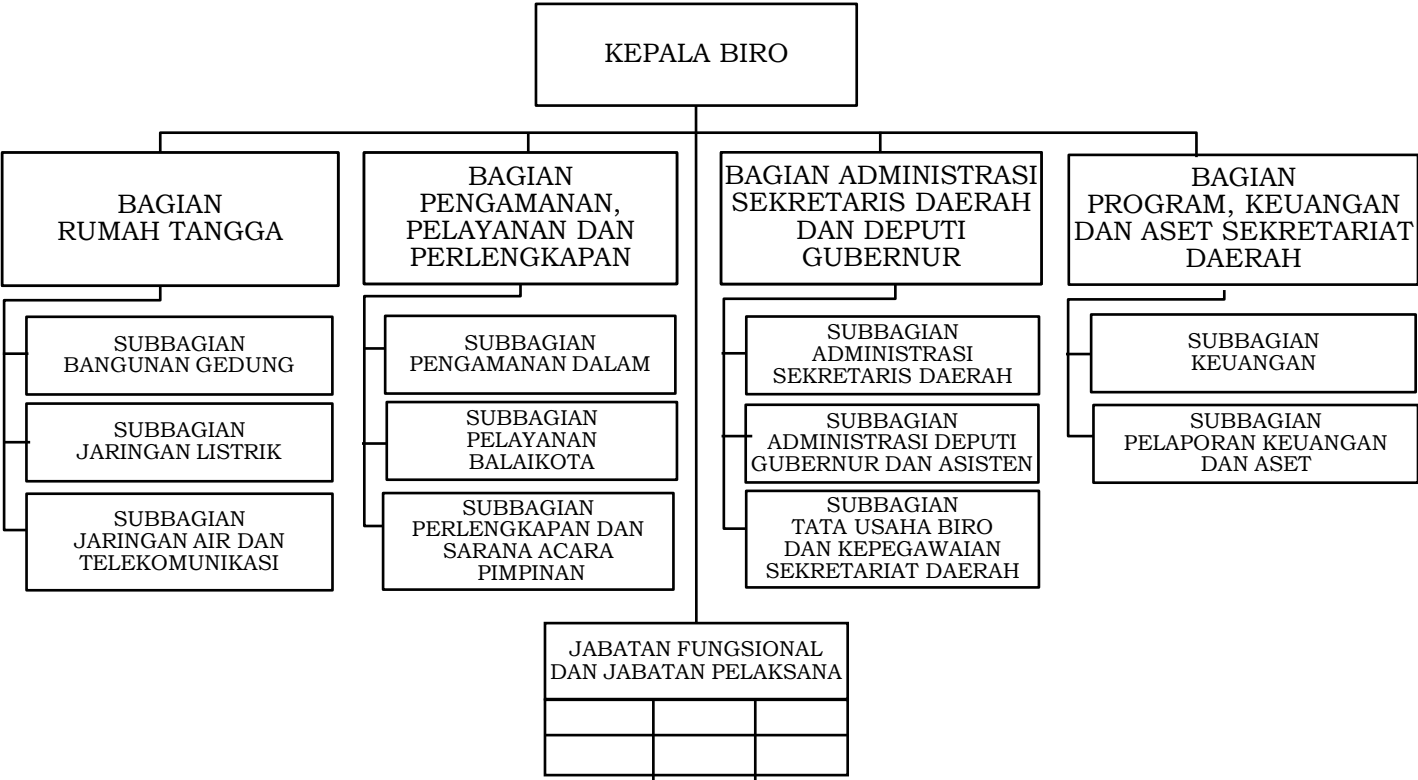 KEPALA BIRO
BAGIAN
RUMAH TANGGA
BAGIAN
PENGAMANAN,
PELAYANAN DAN
PERLENGKAPAN
BAGIAN ADMINISTRASI
SEKRETARIS DAERAH
DAN DEPUTI
GUBERNUR
BAGIAN
PROGRAM, KEUANGAN
DAN ASET SEKRETARIAT
DAERAH
SUBBAGIAN
BANGUNAN GEDUNG
SUBBAGIAN
JARINGAN LISTRIK
SUBBAGIAN
JARINGAN AIR DAN
TELEKOMUNIKASI
SUBBAGIAN
PENGAMANAN DALAM
SUBBAGIAN
PELAYANAN
BALAIKOTA
SUBBAGIAN
PERLENGKAPAN DAN
SARANA ACARA
PIMPINAN
SUBBAGIAN
ADMINISTRASI
SEKRETARIS DAERAH
SUBBAGIAN
ADMINISTRASI DEPUTI
GUBERNUR DAN ASISTEN
SUBBAGIAN
TATA USAHA BIRO
DAN KEPEGAWAIAN
SEKRETARIAT DAERAH
SUBBAGIAN
KEUANGAN
SUBBAGIAN
PELAPORAN KEUANGAN
DAN ASET
JABATAN FUNGSIONAL
DAN JABATAN PELAKSANA